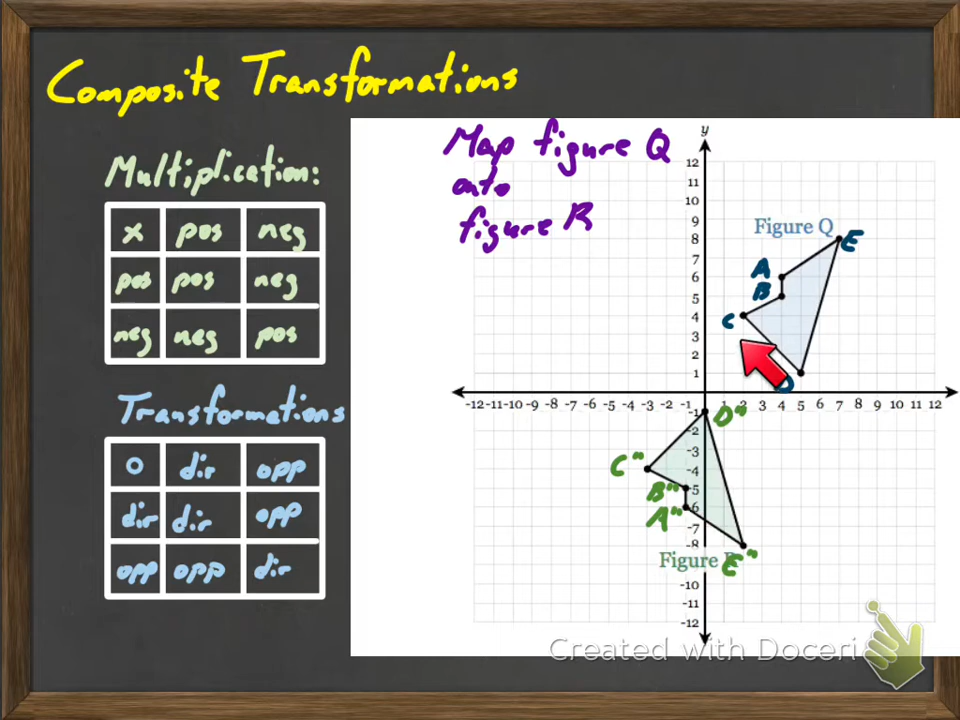 Composite Transformations
Multiplication:
x pos neg
pos pos neg
neg neg pos
Transformations
o dir opp
dir dir opp
opp opp dir
Map figure Q
onto
figure R
y
12
11
10
9
8
7
6
5
4
3
2
1
Figure Q
E
A
B
C
D
-12 -11 -10 -9 -8 -7 -6 -5 -4 -3 -2 -1 2 3 4 5 6 7 8 9 10 11 12
-1
-2
-3
-4
-5
-6
-7
-8
-10
-11
-12
D"
C"
B"
A"
E"
Figure
Created with Doceri